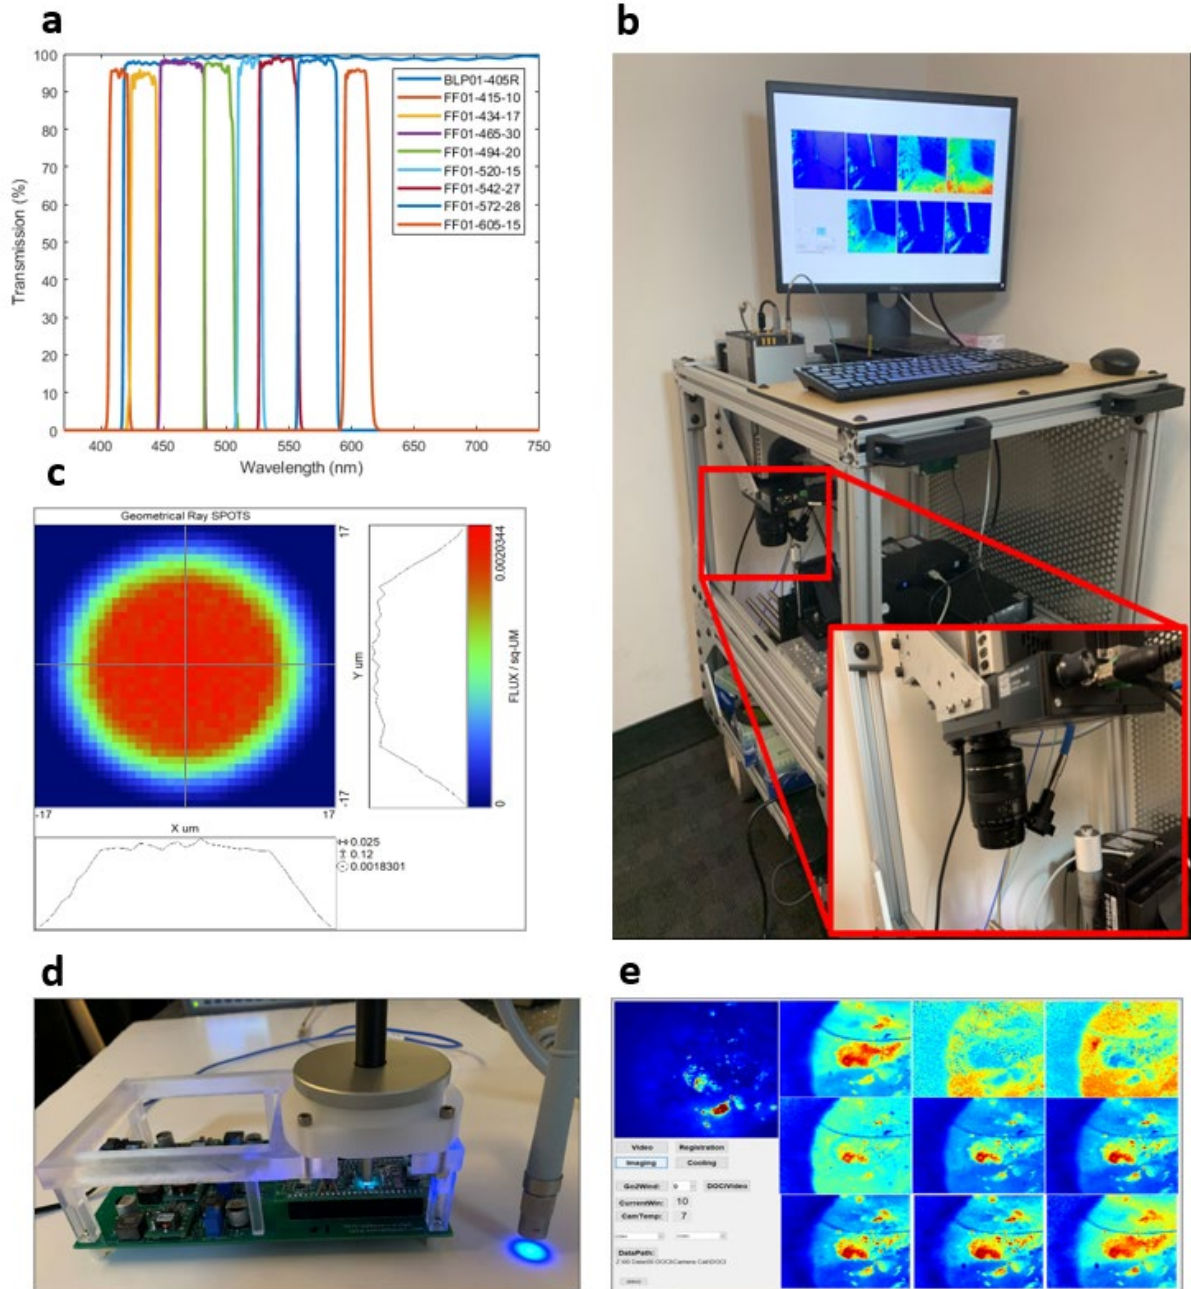 a
100
90
80
70
60
50
40
30
20
10
0
Transmission (%)
400
450
500
550
600
650
700
750
Wavelength (nm)
BLP01-405R
FF01-415-10
FF01-434-17
FF01-465-30
FF01-494-20
FF01-520-15
FF01-542-27
FF01-572-28
FF01-605-15
b
c
Geometrical Ray SPOTS
-17
17
X um
17
-17
Y um
0.0020344
0
FLUX / sq-UM
0.025
0.12
0.0018301
d
e
Video
Registration
Imaging
Cooling
Go2Wind:
DOCIVideo
CurrentWin:
10
CamTemp:
7
DataPath: